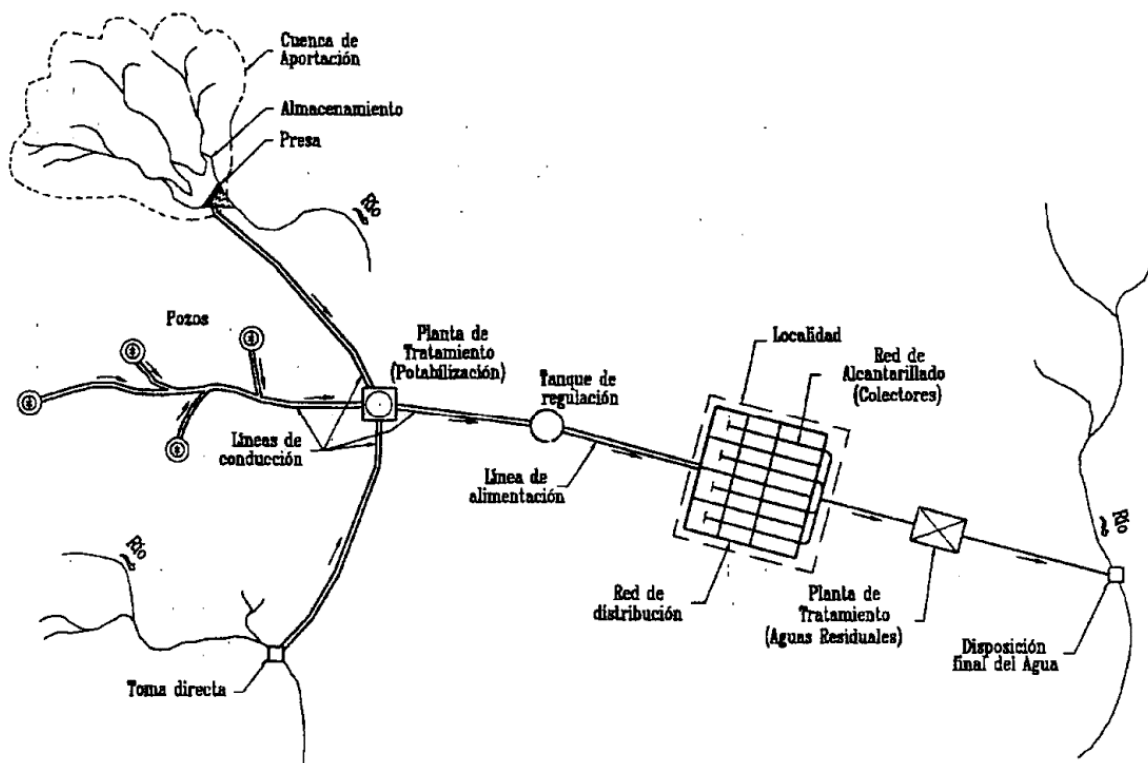 Cuenca de
Aportación
Almacenamiento
Presa
Río
Pozos
Planta de
Tratamiento
(Potabilización)
Líneas de
conducción
Tanque de
regulación
Línea de
alimentación
Localidad
Red de
Alcantarillado
(Colectores)
Río
Río
Toma directa
Red de
distribución
Planta de
Tratamiento
(Aguas Residuales)
Disposición
final del Agua